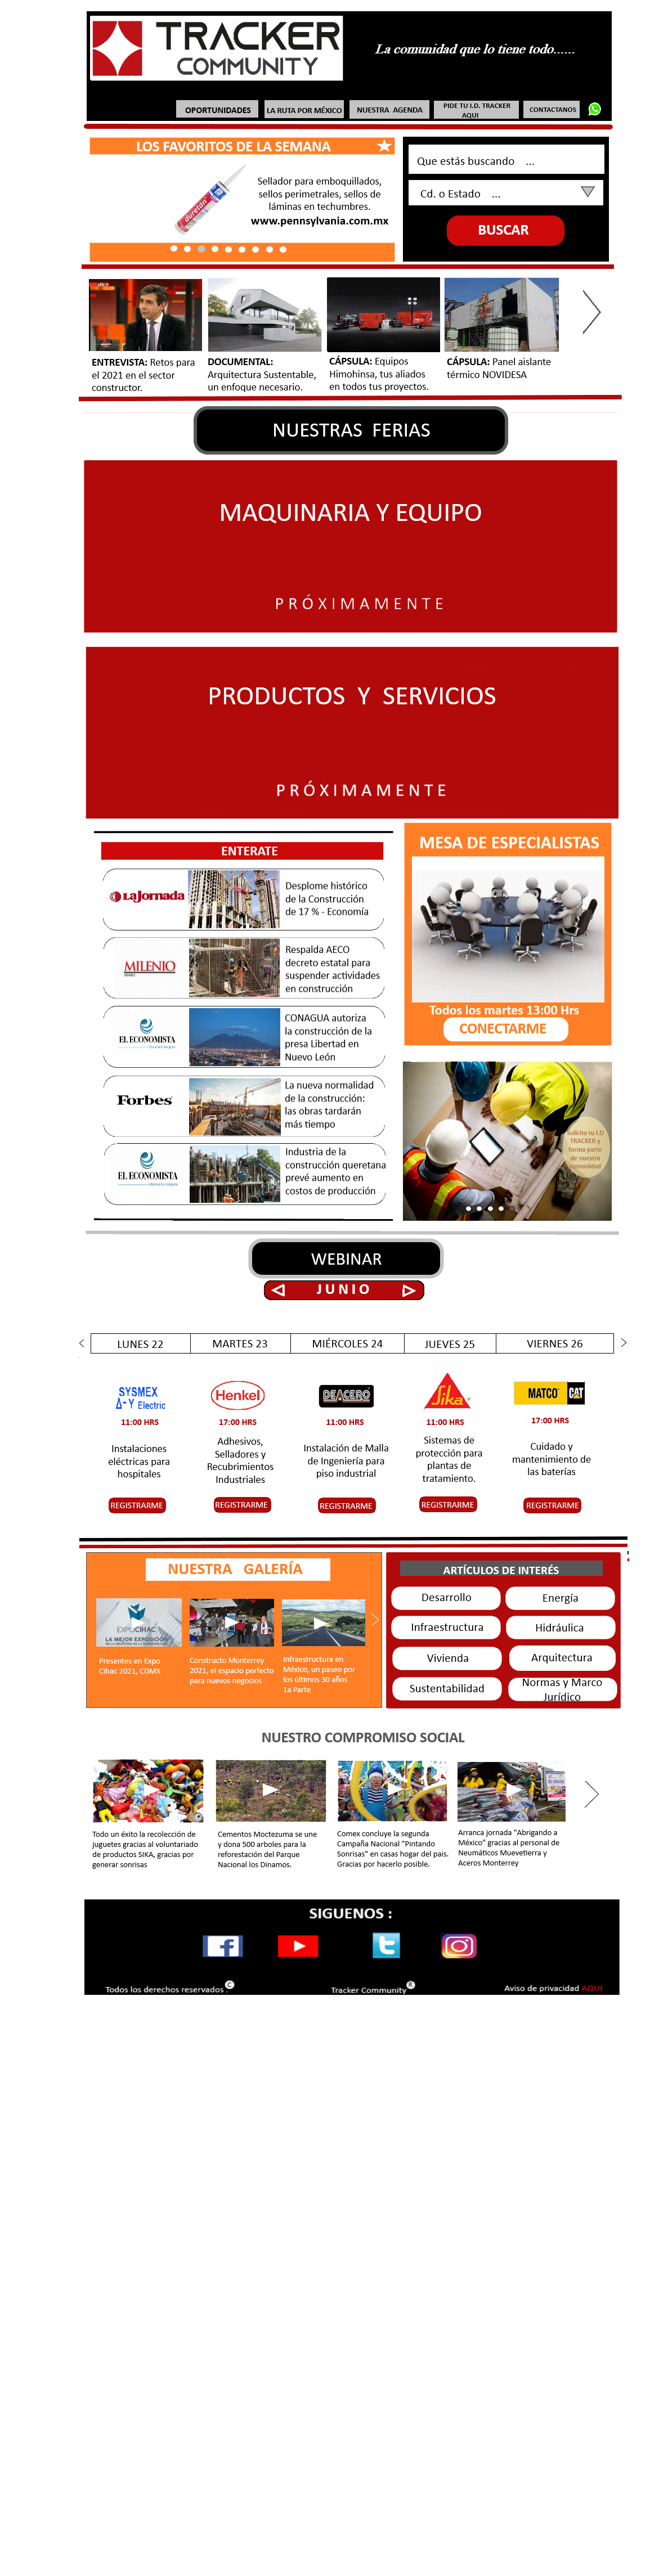 TRACKER
COMMUNITY
La comunidad que lo tiene todo......
OPORTUNIDADES
LA RUTA POR MÉXICO
NUESTRA AGENDA
PIDE TU I.D. TRACKER
AQUI
CONTACTANOS
LOS FAVORITOS DE LA SEMANA
duretan
Sellador para emboquillados,
sellos perimetrales, sellos de
láminas en techumbres.
www.pennsylvania.com.mx
Que estás buscando ...
Cd. o Estado ...
BUSCAR
ENTREVISTA: Retos para
el 2021 en el sector
constructor.
DOCUMENTAL:
Arquitectura Sustentable,
un enfoque necesario.
CÁPSULA: Equipos
Himohinsa, tus aliados
en todos tus proyectos.
CÁPSULA: Panel aislante
térmico NOVIDESA
NUESTRAS FERIAS
MAQUINARIA Y EQUIPO
PRÓXIMAMENTE
PRODUCTOS Y SERVICIOS
PRÓXIMAMENTE
ENTERATE
LaJornada
Desplome histórico
de la Construcción
de 17 % - Economía
MILENIO
Respalda AECO
decreto estatal para
suspender actividades
en construcción
EL ECONOMISTA
CONAGUA autoriza
la construcción de la
presa Libertad en
Nuevo León
Forbes
La nueva normalidad
de la construcción:
las obras tardarán
más tiempo
EL ECONOMISTA
Industria de la
construcción queretana
prevé aumento en
costos de producción
MESA DE ESPECIALISTAS
Todos los martes 13:00 Hrs
CONECTARME
Solicita tu I.D
TRACKER y
forma parte
de nuestra
comunidad
WEBINAR
JUNIO
LUNES 22
MARTES 23
MIÉRCOLES 24
JUEVES 25
VIERNES 26
SYSMEX
Δ-Y Electric
11:00 HRS
Instalaciones
eléctricas para
hospitales
REGISTRARME
Henkel
17:00 HRS
Adhesivos,
Selladores y
Recubrimientos
Industriales
REGISTRARME
DEACERO
11:00 HRS
Instalación de Malla
de Ingeniería para
piso industrial
REGISTRARME
Sika
11:00 HRS
Sistemas de
protección para
plantas de
tratamiento.
REGISTRARME
MATCO CAT
17:00 HRS
Cuidado y
mantenimiento de
las baterías
REGISTRARME
NUESTRA GALERÍA
EXPO CIHAC
LA MEJOR EXPOSICIÓN
Presentes en Expo
Cihac 2021, CDMX
Constructo Monterrey
2021, el espacio perfecto
para nuevos negocios
Infraestructura en
México, un paseo por
los últimos 30 años
1a Parte
ARTÍCULOS DE INTERÉS
Desarrollo
Energía
Infraestructura
Hidráulica
Vivienda
Arquitectura
Sustentabilidad
Normas y Marco
Jurídico
NUESTRO COMPROMISO SOCIAL
Todo un éxito la recolección de
juguetes gracias al voluntariado
de productos SIKA, gracias por
generar sonrisas
Cementos Moctezuma se une
y dona 500 arboles para la
reforestación del Parque
Nacional los Dinamos.
Comex concluye la segunda
Campaña Nacional "Pintando
Sonrisas" en casas hogar del pais.
Gracias por hacerlo posible.
Arranca jornada "Abrigando a
México" gracias al personal de
Neumáticos Muevetierra y
Aceros Monterrey
SIGUENOS :
Todos los derechos reservados . C
Tracker Community R
Aviso de privacidad AQUI